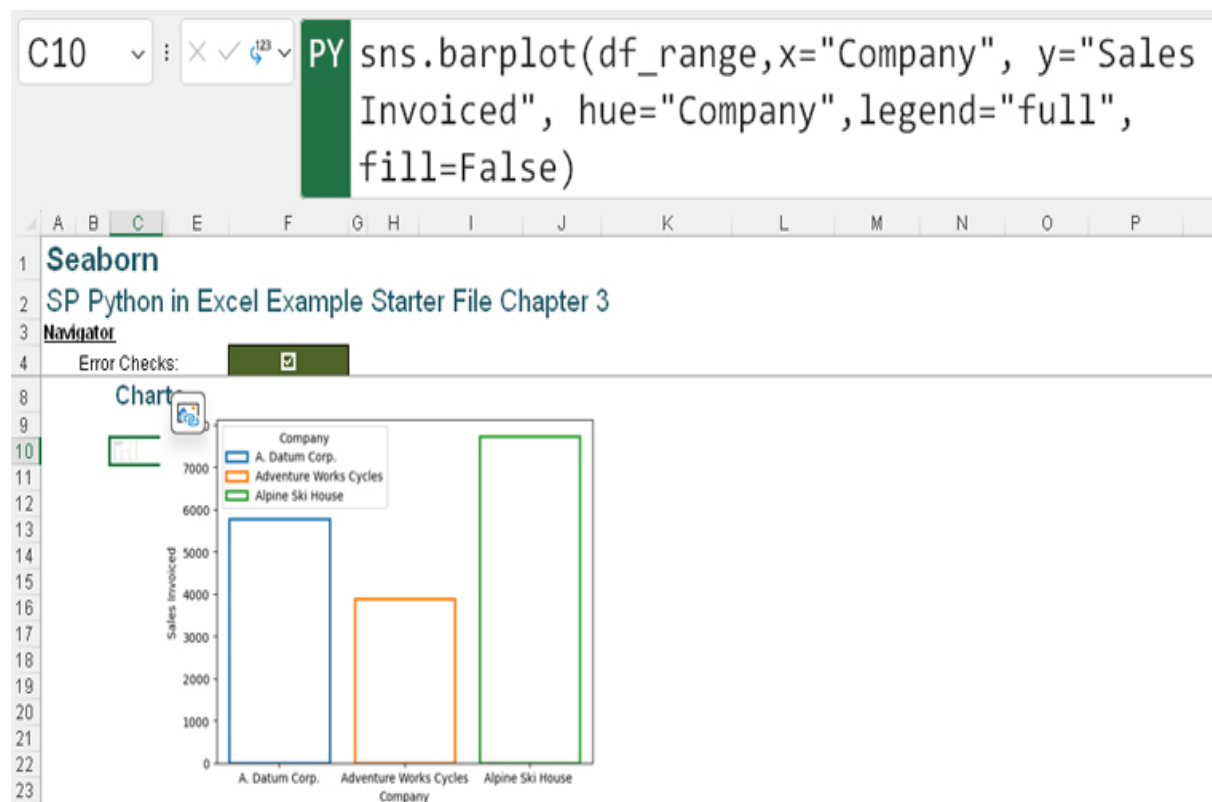 C10
123
PY
sns.barplot(df_range,x="Company", y="Sales
Invoiced", hue="Company",legend="full",
fill=False)
A B C E F G H I J K L M N O P
1 Seaborn
2 SP Python in Excel Example Starter File Chapter 3
3 Navigator
4 Error Checks:
8
9
10
11
12
13
14
15
16
17
18
19
20
21
22
23
Company
A. Datum Corp.
Adventure Works Cycles
Alpine Ski House
7000
6000
5000
4000
3000
2000
1000
0
Sales Invoiced
A. Datum Corp. Adventure Works Cycles Alpine Ski House
Company